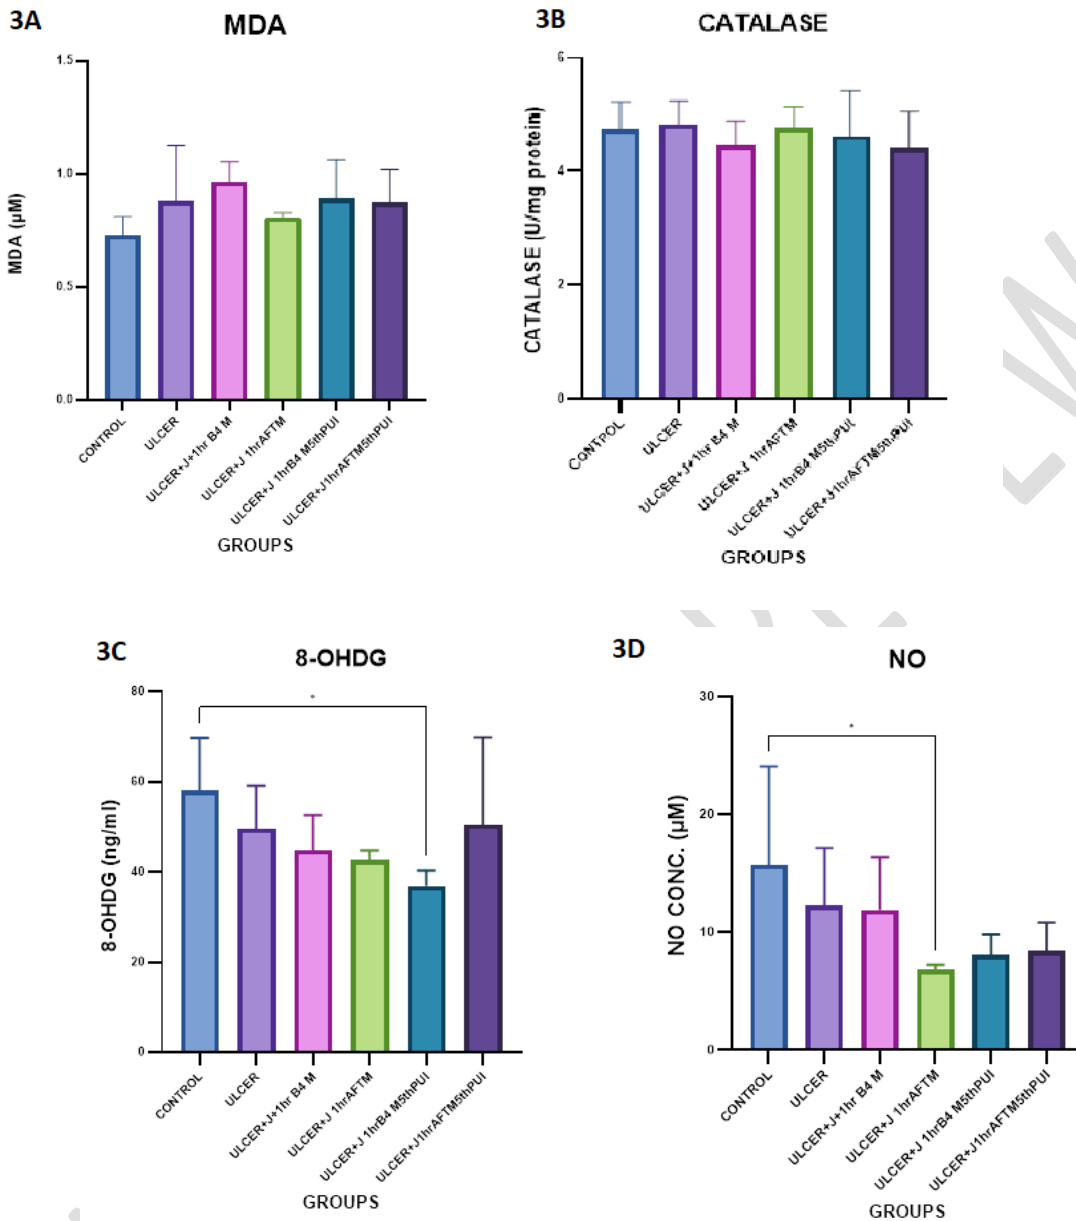 3A
MDA
1.5
1.0
0.5
0.0
MDA (µM)
CONTROL
ULCER
ULCER+J+1hr B4 M
ULCER+J 1hrAFTM
ULCER+J 1hrB4 M5thPUI
ULCER+J1hrAFTM5thPUI
GROUPS
3B
CATALASE
6
4
2
0
CATALASE (U/mg protein)
CONTPOL
ULCER
ULCER+J+1hr B4 M
ULCER+J 1hrAFTM
ULCER+J 1hrB4 M5thPUI
ULCER+J1hrAFTM5thPUI
GROUPS
3C
8-OHDG
*
80
60
40
20
0
8-OHDG (ng/ml)
CONTROL
ULCER
ULCER+J+1hr B4 M
ULCER+J 1hrAFTM
ULCER+J 1hrB4 M5thPUI
ULCER+J1hrAFTM5thPUI
GROUPS
3D
NO
*
30
20
10
0
NO CONC. (µM)
CONTROL
ULCER
ULCER+J+1hr B4 M
ULCER+J 1hrAFTM
ULCER+J 1hrB4 M5thPUI
ULCER+J1hrAFTM5thPUI
GROUPS